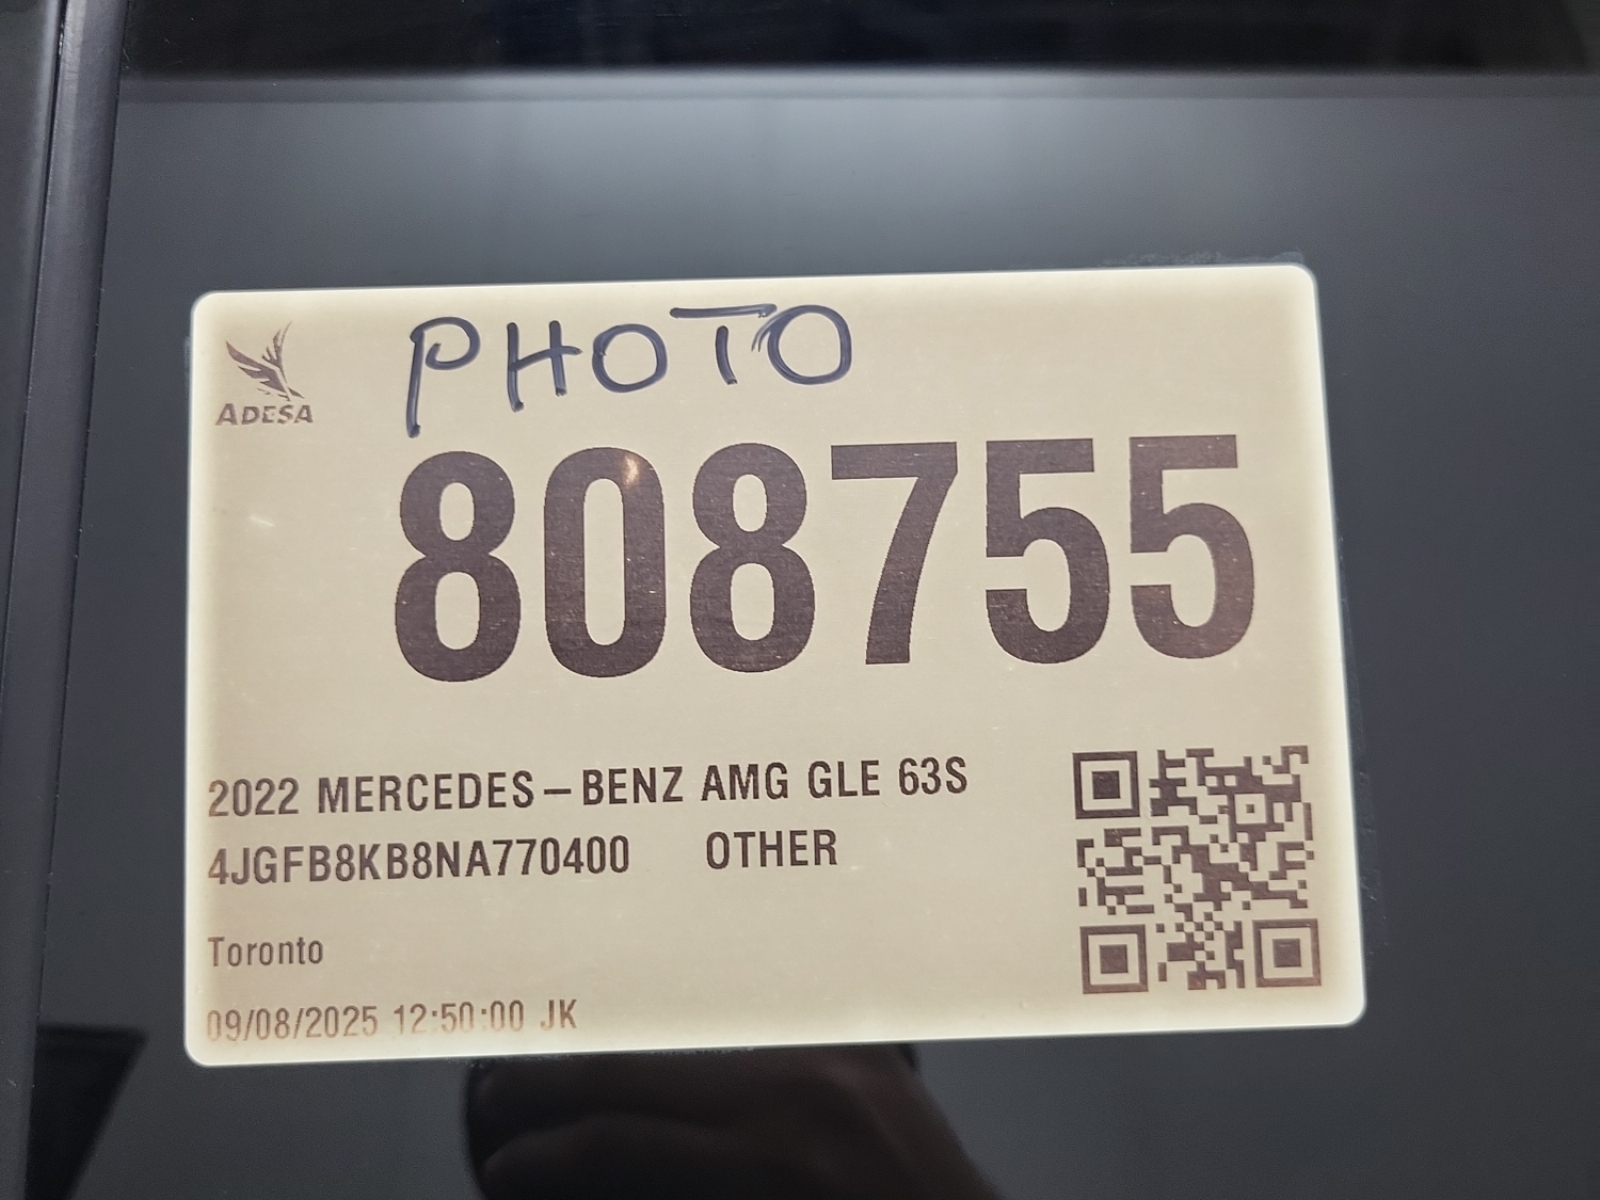 PHOTO
ADESA
808755
2022 MERCEDES-BENZ AMG GLE 63S
4JGFB8KB8NA770400 OTHER
Toronto
09/08/2025 12:50:00 JK